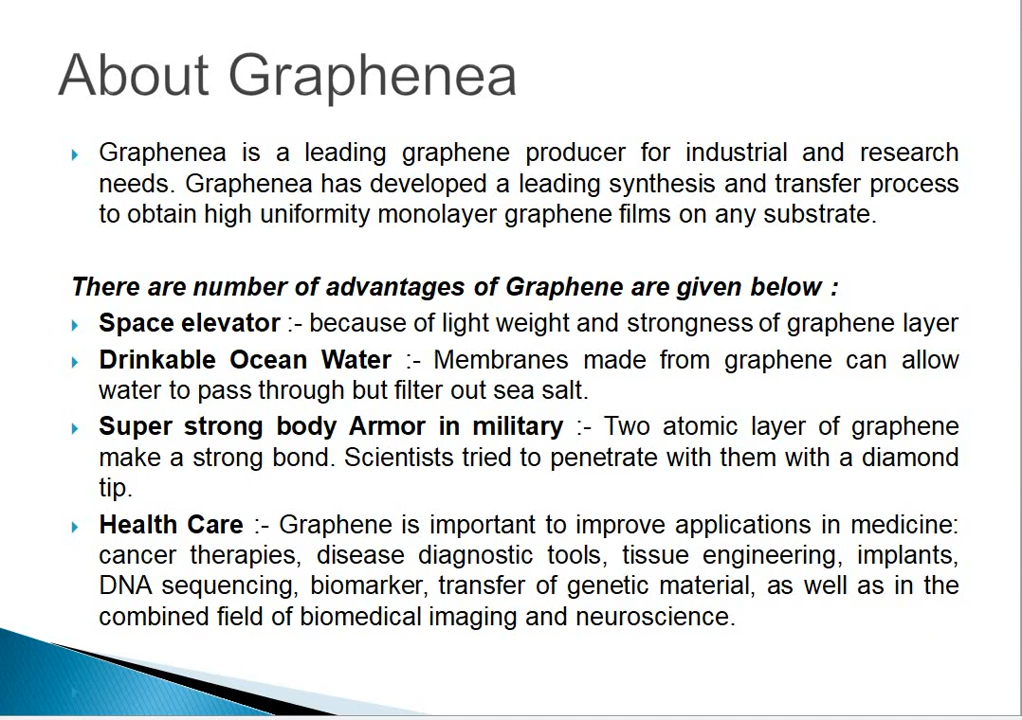 About Graphenea
Graphenea is a leading graphene producer for industrial and research
needs. Graphenea has developed a leading synthesis and transfer process
to obtain high uniformity monolayer graphene films on any substrate.
There are number of advantages of Graphene are given below :
Space elevator :- because of light weight and strongness of graphene layer
Drinkable Ocean Water :- Membranes made from graphene can allow
water to pass through but filter out sea salt.
Super strong body Armor in military :- Two atomic layer of graphene
make a strong bond. Scientists tried to penetrate with them with a diamond
tip.
Health Care :- Graphene is important to improve applications in medicine:
cancer therapies, disease diagnostic tools, tissue engineering, implants,
DNA sequencing, biomarker, transfer of genetic material, as well as in the
combined field of biomedical imaging and neuroscience.